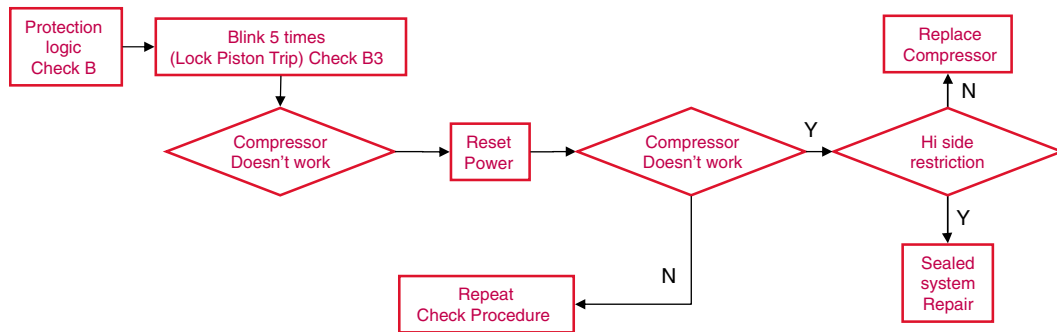 Protection
logic
Check B
Blink 5 times
(Lock Piston Trip) Check B3
Compressor
Doesn't work
Reset
Power
Compressor
Doesn't work
Y
N
Repeat
Check Procedure
Hi side
restriction
N
Replace
Compressor
Y
Sealed
system
Repair